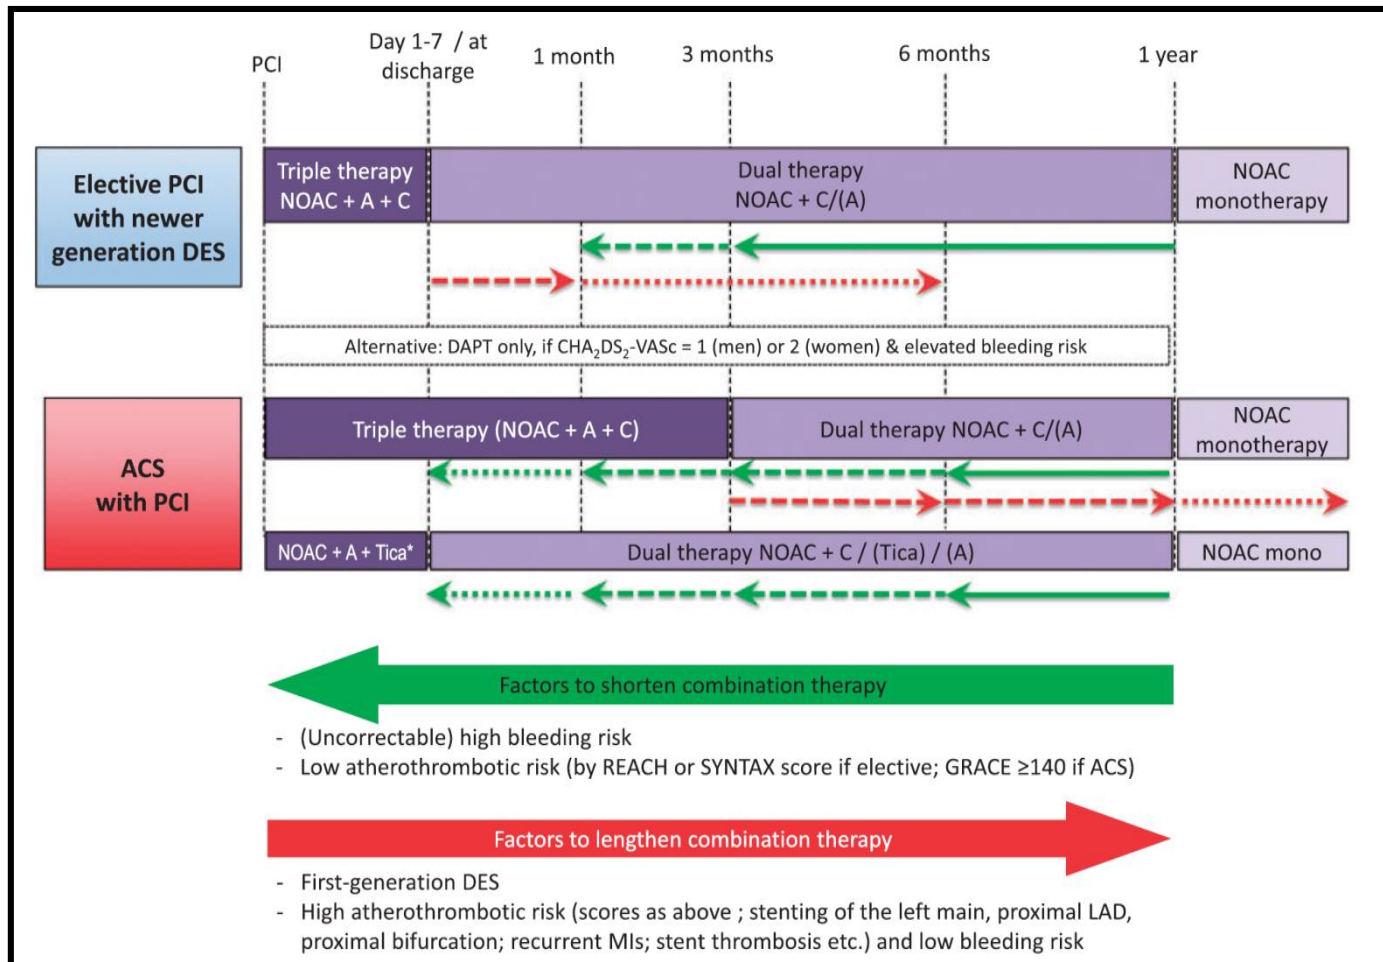 PCI
Day 1-7 / at
discharge
1 month
3 months
6 months
1 year
Elective PCI
with newer
generation DES
Triple therapy
NOAC + A + C
Dual therapy
NOAC + C/(A)
NOAC
monotherapy
Alternative: DAPT only, if CHA₂DS₂-VASc = 1 (men) or 2 (women) & elevated bleeding risk
ACS
with PCI
Triple therapy (NOAC + A + C)
Dual therapy NOAC + C/(A)
NOAC
monotherapy
NOAC + A + Tica*
Dual therapy NOAC + C / (Tica) / (A)
NOAC mono
Factors to shorten combination therapy
- (Uncorrectable) high bleeding risk
- Low atherothrombotic risk (by REACH or SYNTAX score if elective; GRACE ≥140 if ACS)
Factors to lengthen combination therapy
- First-generation DES
- High atherothrombotic risk (scores as above ; stenting of the left main, proximal LAD,
proximal bifurcation; recurrent MIs; stent thrombosis etc.) and low bleeding risk